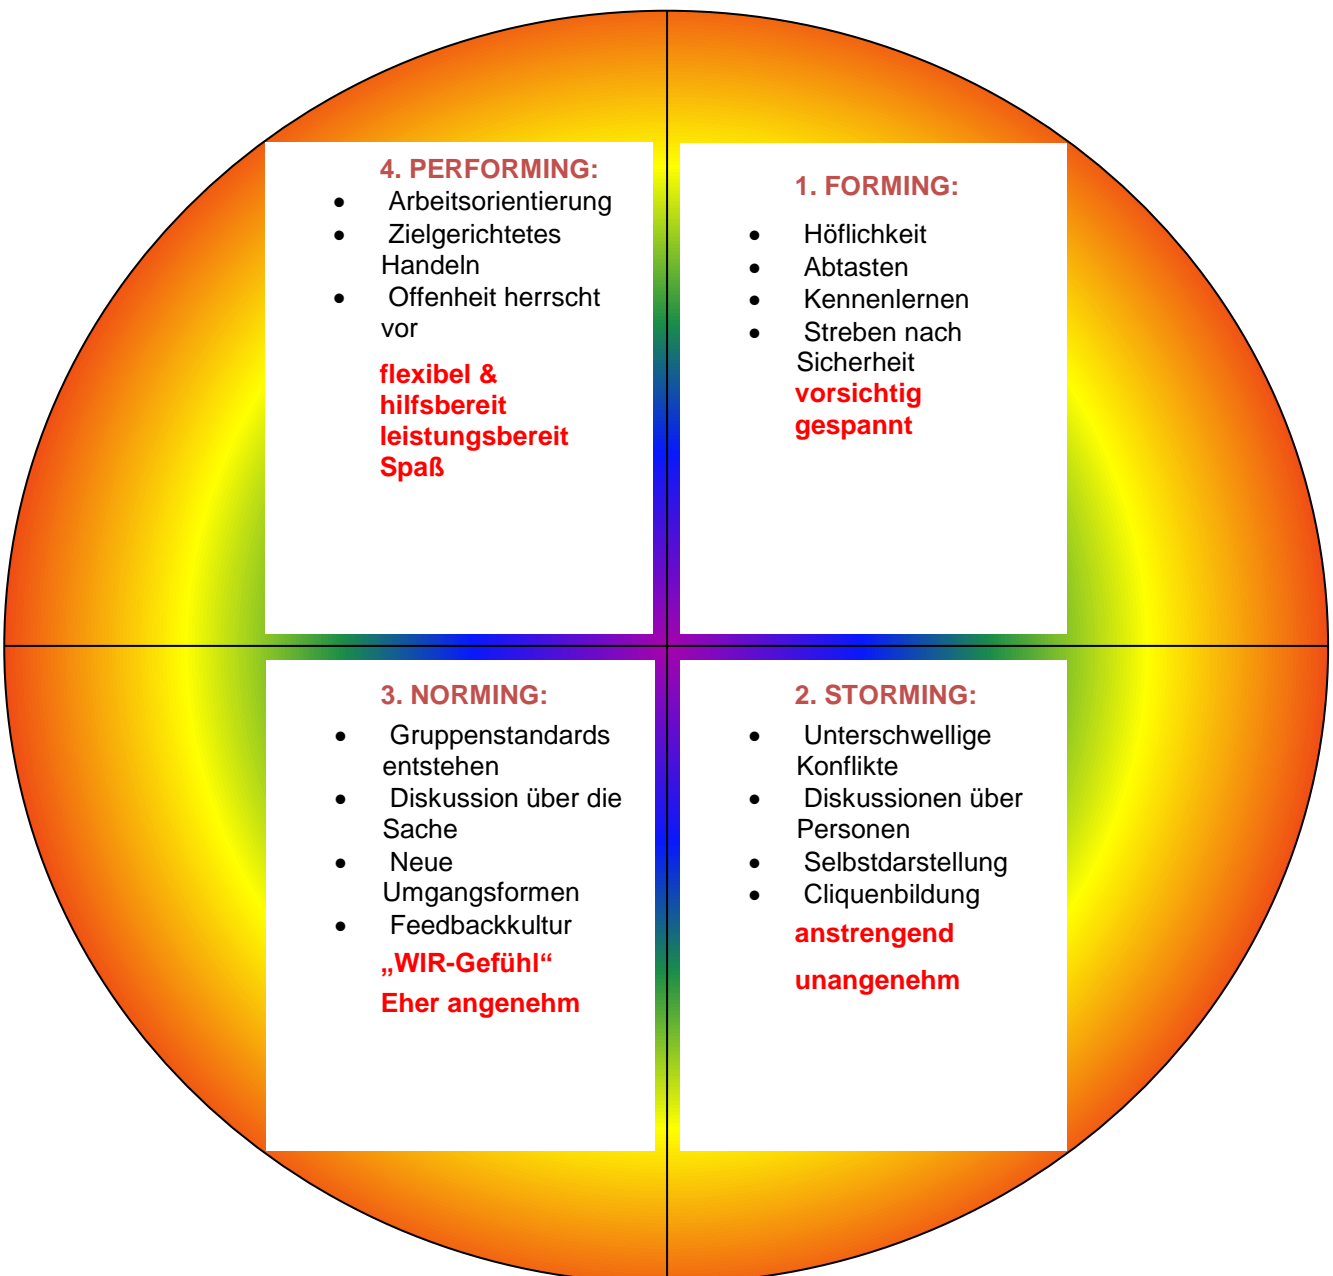 4. PERFORMING:
• Arbeitsorientierung
• Zielgerichtetes
Handeln
• Offenheit herrscht
vor
flexibel &
hilfsbereit
leistungsbereit
Spaß
1. FORMING:
• Höflichkeit
• Abtasten
• Kennenlernen
• Streben nach
Sicherheit
vorsichtig
gespannt
3. NORMING:
• Gruppenstandards
entstehen
• Diskussion über die
Sache
• Neue
Umgangsformen
• Feedbackkultur
„WIR-Gefühl“
Eher angenehm
2. STORMING:
• Unterschwellige
Konflikte
• Diskussionen über
Personen
• Selbstdarstellung
• Cliquenbildung
anstrengend
unangenehm